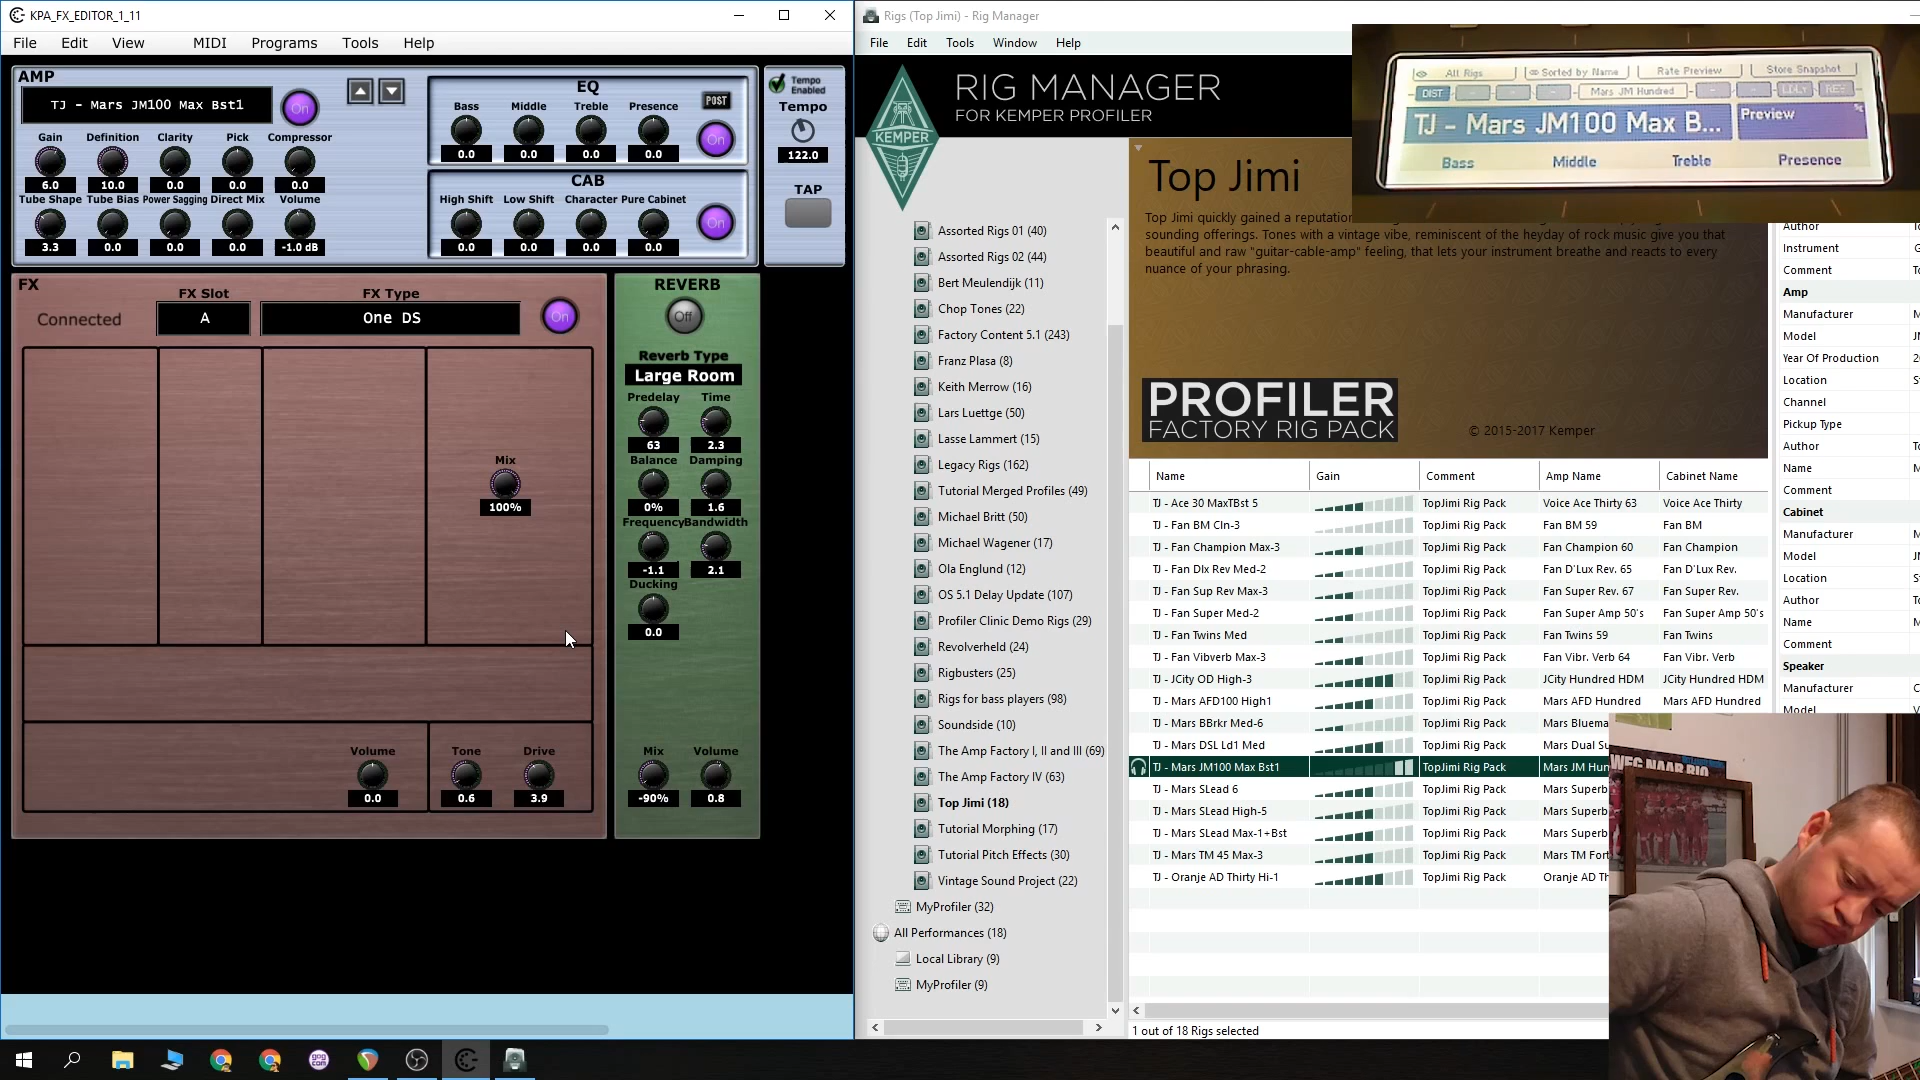 KPA_FX_EDITOR_1_11
File Edit View MIDI Programs Tools Help
AMP
TJ - Mars JM100 Max Bst1
On
Gain Definition Clarity Pick Compressor
6.0 10.0 0.0 0.0 0.0
Tube Shape Tube Bias Power Sagging Direct Mix Volume
3.3 0.0 0.0 0.0 -1.0 dB
EQ
Bass Middle Treble Presence
POST
On
0.0 0.0 0.0 0.0
CAB
High Shift Low Shift Character Pure Cabinet
On
0.0 0.0 0.0 0.0
Tempo
Enabled
Tempo
122.0
TAP
FX
FX Slot FX Type
Connected A One DS On
Mix
100%
Volume Tone Drive
0.0 0.6 3.9
REVERB
Off
Reverb Type
Large Room
Predelay Time
63 2.3
Balance Damping
0% 1.6
Frequency Bandwidth
-1.1 2.1
Ducking
0.0
Mix Volume
-90% 0.8
Rigs (Top Jimi) - Rig Manager
File Edit Tools Window Help
KEMPER
RIG MANAGER
FOR KEMPER PROFILER
Assorted Rigs 01 (40)
Assorted Rigs 02 (44)
Bert Meulendijk (11)
Chop Tones (22)
Factory Content 5.1 (243)
Franz Plasa (8)
Keith Merrow (16)
Lars Luettge (50)
Lasse Lammert (15)
Legacy Rigs (162)
Tutorial Merged Profiles (49)
Michael Britt (50)
Michael Wagener (17)
Ola Englund (12)
OS 5.1 Delay Update (107)
Profiler Clinic Demo Rigs (29)
Revolverheld (24)
Rigbusters (25)
Rigs for bass players (98)
Soundside (10)
The Amp Factory I, II and III (69)
The Amp Factory IV (63)
Top Jimi (18)
Tutorial Morphing (17)
Tutorial Pitch Effects (30)
Vintage Sound Project (22)
MyProfiler (32)
All Performances (18)
Local Library (9)
MyProfiler (9)
Top Jimi
Top Jimi quickly gained a reputation
sounding offerings. Tones with a vintage vibe, reminiscent of the heyday of rock music give you that
beautiful and raw "guitar-cable-amp" feeling, that lets your instrument breathe and reacts to every
nuance of your phrasing.
PROFILER
FACTORY RIG PACK
© 2015-2017 Kemper
Name Gain Comment Amp Name Cabinet Name
TJ - Ace 30 MaxTBst 5 TopJimi Rig Pack Voice Ace Thirty 63 Voice Ace Thirty
TJ - Fan BM Cln-3 TopJimi Rig Pack Fan BM 59 Fan BM
TJ - Fan Champion Max-3 TopJimi Rig Pack Fan Champion 60 Fan Champion
TJ - Fan Dlx Rev Med-2 TopJimi Rig Pack Fan D'Lux Rev. 65 Fan D'Lux Rev.
TJ - Fan Sup Rev Max-3 TopJimi Rig Pack Fan Super Rev. 67 Fan Super Rev.
TJ - Fan Super Med-2 TopJimi Rig Pack Fan Super Amp 50's Fan Super Amp 50's
TJ - Fan Twins Med TopJimi Rig Pack Fan Twins 59 Fan Twins
TJ - Fan Vibverb Max-3 TopJimi Rig Pack Fan Vibr. Verb 64 Fan Vibr. Verb
TJ - JCity OD High-3 TopJimi Rig Pack JCity Hundred HDM JCity Hundred HDM
TJ - Mars AFD100 High1 TopJimi Rig Pack Mars AFD Hundred Mars AFD Hundred
TJ - Mars BBrkr Med-6 TopJimi Rig Pack Mars Bluema
TJ - Mars DSL Ld1 Med TopJimi Rig Pack Mars Dual Su
TJ - Mars JM100 Max Bst1 TopJimi Rig Pack Mars JM Hun
TJ - Mars SLead 6 TopJimi Rig Pack Mars Superb
TJ - Mars SLead High-5 TopJimi Rig Pack Mars Superb
TJ - Mars SLead Max-1+Bst TopJimi Rig Pack Mars Superb
TJ - Mars TM 45 Max-3 TopJimi Rig Pack Mars TM Fort
TJ - Oranje AD Thirty Hi-1 TopJimi Rig Pack Oranje AD Th
1 out of 18 Rigs selected
All Rigs Sorted by Name Rate Preview Store Snapshot
DIST Mars JM Hundred DLY REV
TJ - Mars JM100 Max B... Preview
Bass Middle Treble Presence
Author
Instrument
Comment
Amp
Manufacturer
Model
Year Of Production
Location
Channel
Pickup Type
Author
Name
Comment
Cabinet
Manufacturer
Model
Location
Author
Name
Comment
Speaker
Manufacturer
Model
WEG NAAR RIO